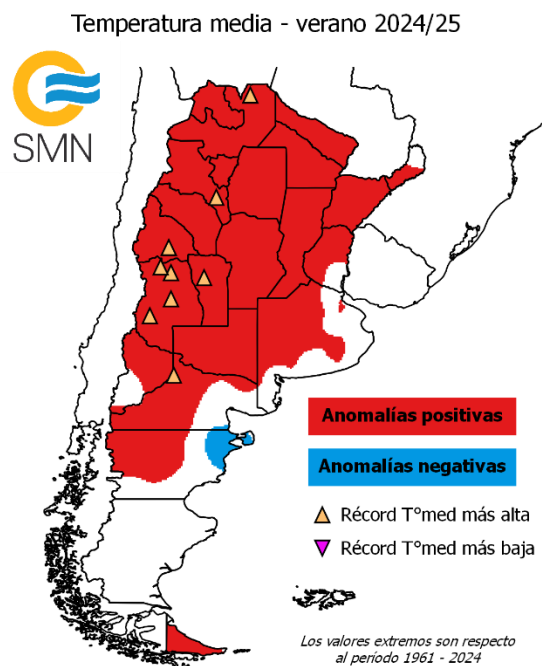 Temperatura media - verano 2024/25
SMN
Anomalías positivas
Anomalías negativas
Récord T°med más alta
Récord T°med más baja
Los valores extremos son respecto
al período 1961 - 2024